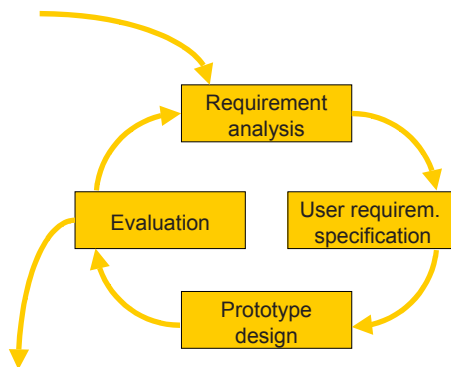 Requirement
analysis
User requirem.
specification
Prototype
design
Evaluation